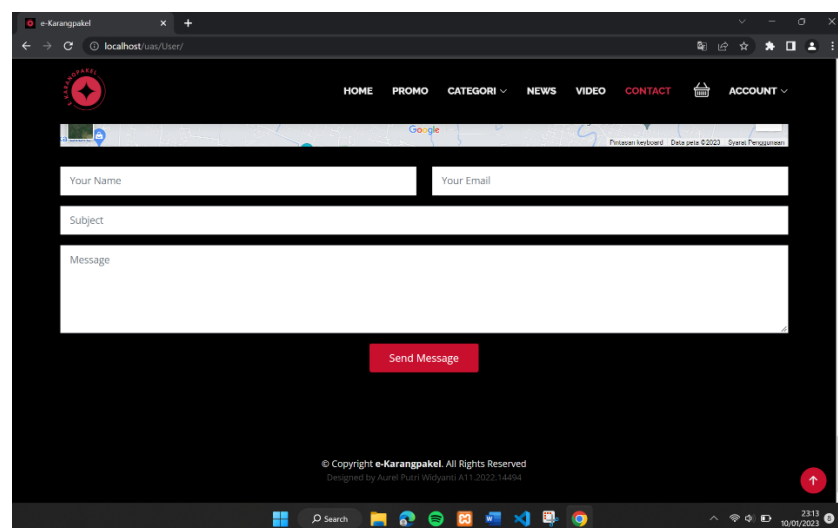 e-Karangpakel
localhost/uas/User/
E-KARANGPAKEL
HOME PROMO CATEGORI NEWS VIDEO CONTACT ACCOUNT
Google
Pintasan keyboard Data peta ©2023 Syarat Penggunaan
Your Name Your Email
Subject
Message
Send Message
© Copyright e-Karangpakel. All Rights Reserved
Designed by Aurel Putri Widyanti A11.2022.14494
Search
23:13
10/01/2023